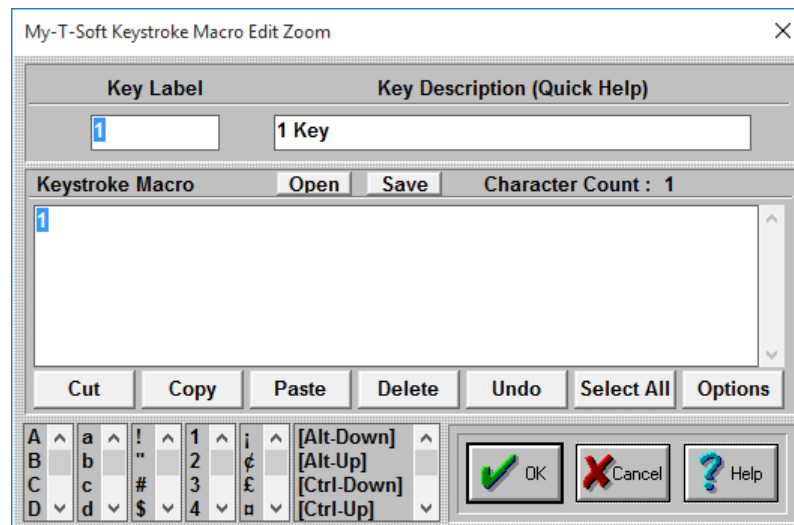 My-T-Soft Keystroke Macro Edit Zoom
Key Label Key Description (Quick Help)
1 1 Key
Keystroke Macro Open Save Character Count : 1
1
Cut Copy Paste Delete Undo Select All Options
A a ! 1 ¡ [Alt-Down]
B b " 2 ¢ [Alt-Up]
C c # 3 £ [Ctrl-Down]
D d $ 4 ¤ [Ctrl-Up]
OK Cancel Help